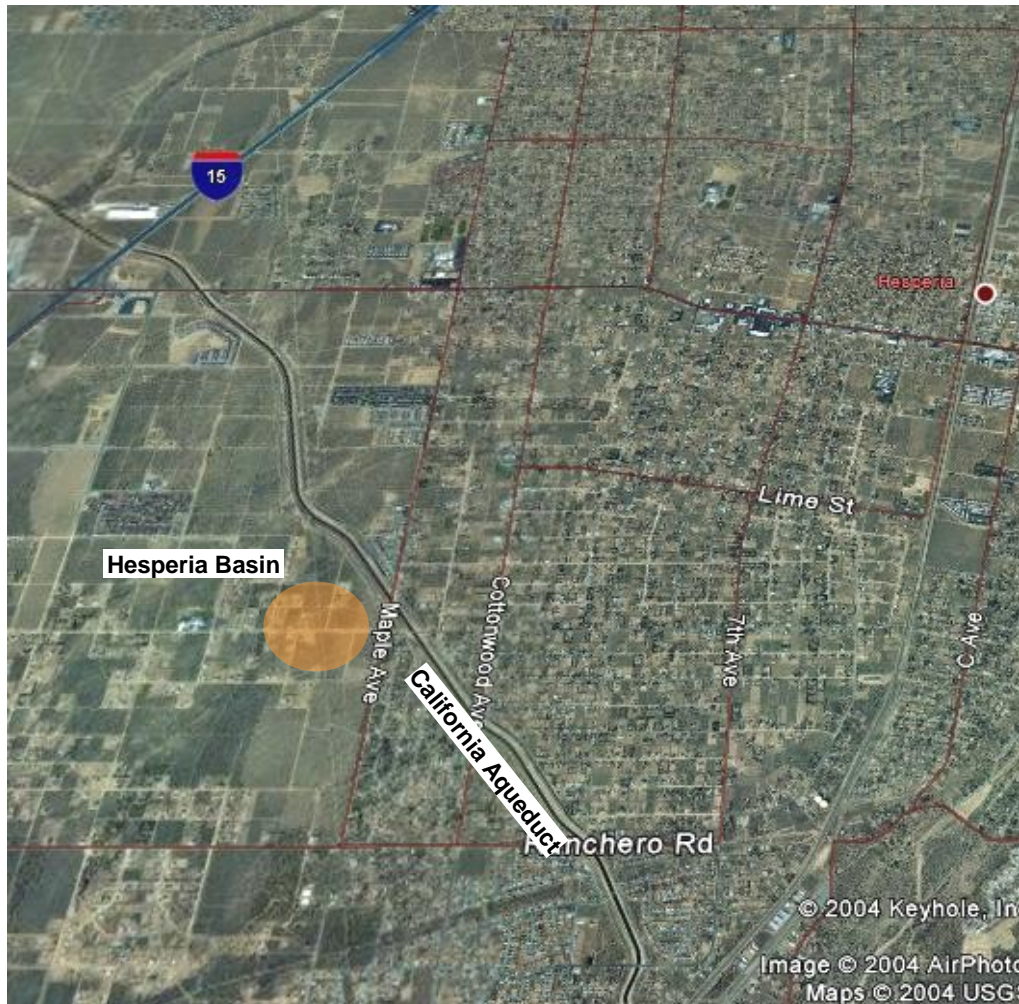 15
Hesperia
Lime St
Hesperia Basin
Maple Ave
Cottonwood Ave
7th Ave
C Ave
California Aqueduct
Ranchero Rd
© 2004 Keyhole, In
Image © 2004 AirPhoto
Maps © 2004 USGS